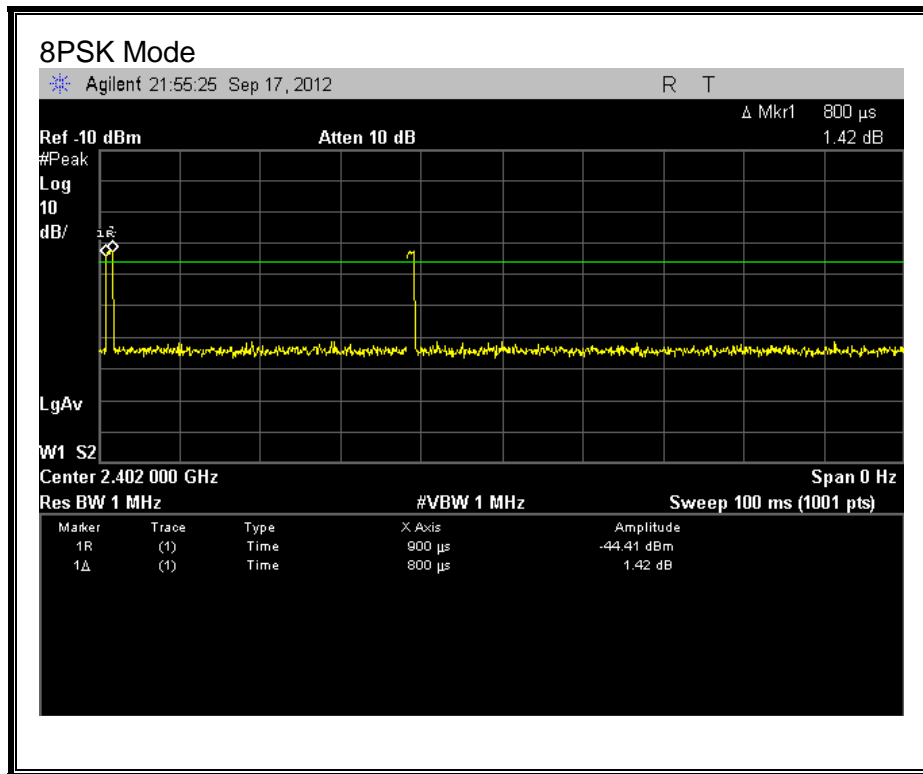 8PSK Mode
Agilent 21:55:25 Sep 17, 2012 R T
Δ Mkr1 800 µs
Ref -10 dBm Atten 10 dB 1.42 dB
#Peak
Log
10
dB/
1R
LgAv
W1 S2
Center 2.402 000 GHz Span 0 Hz
Res BW 1 MHz #VBW 1 MHz Sweep 100 ms (1001 pts)
Marker Trace Type X Axis Amplitude
1R (1) Time 900 µs -44.41 dBm
1Δ (1) Time 800 µs 1.42 dB